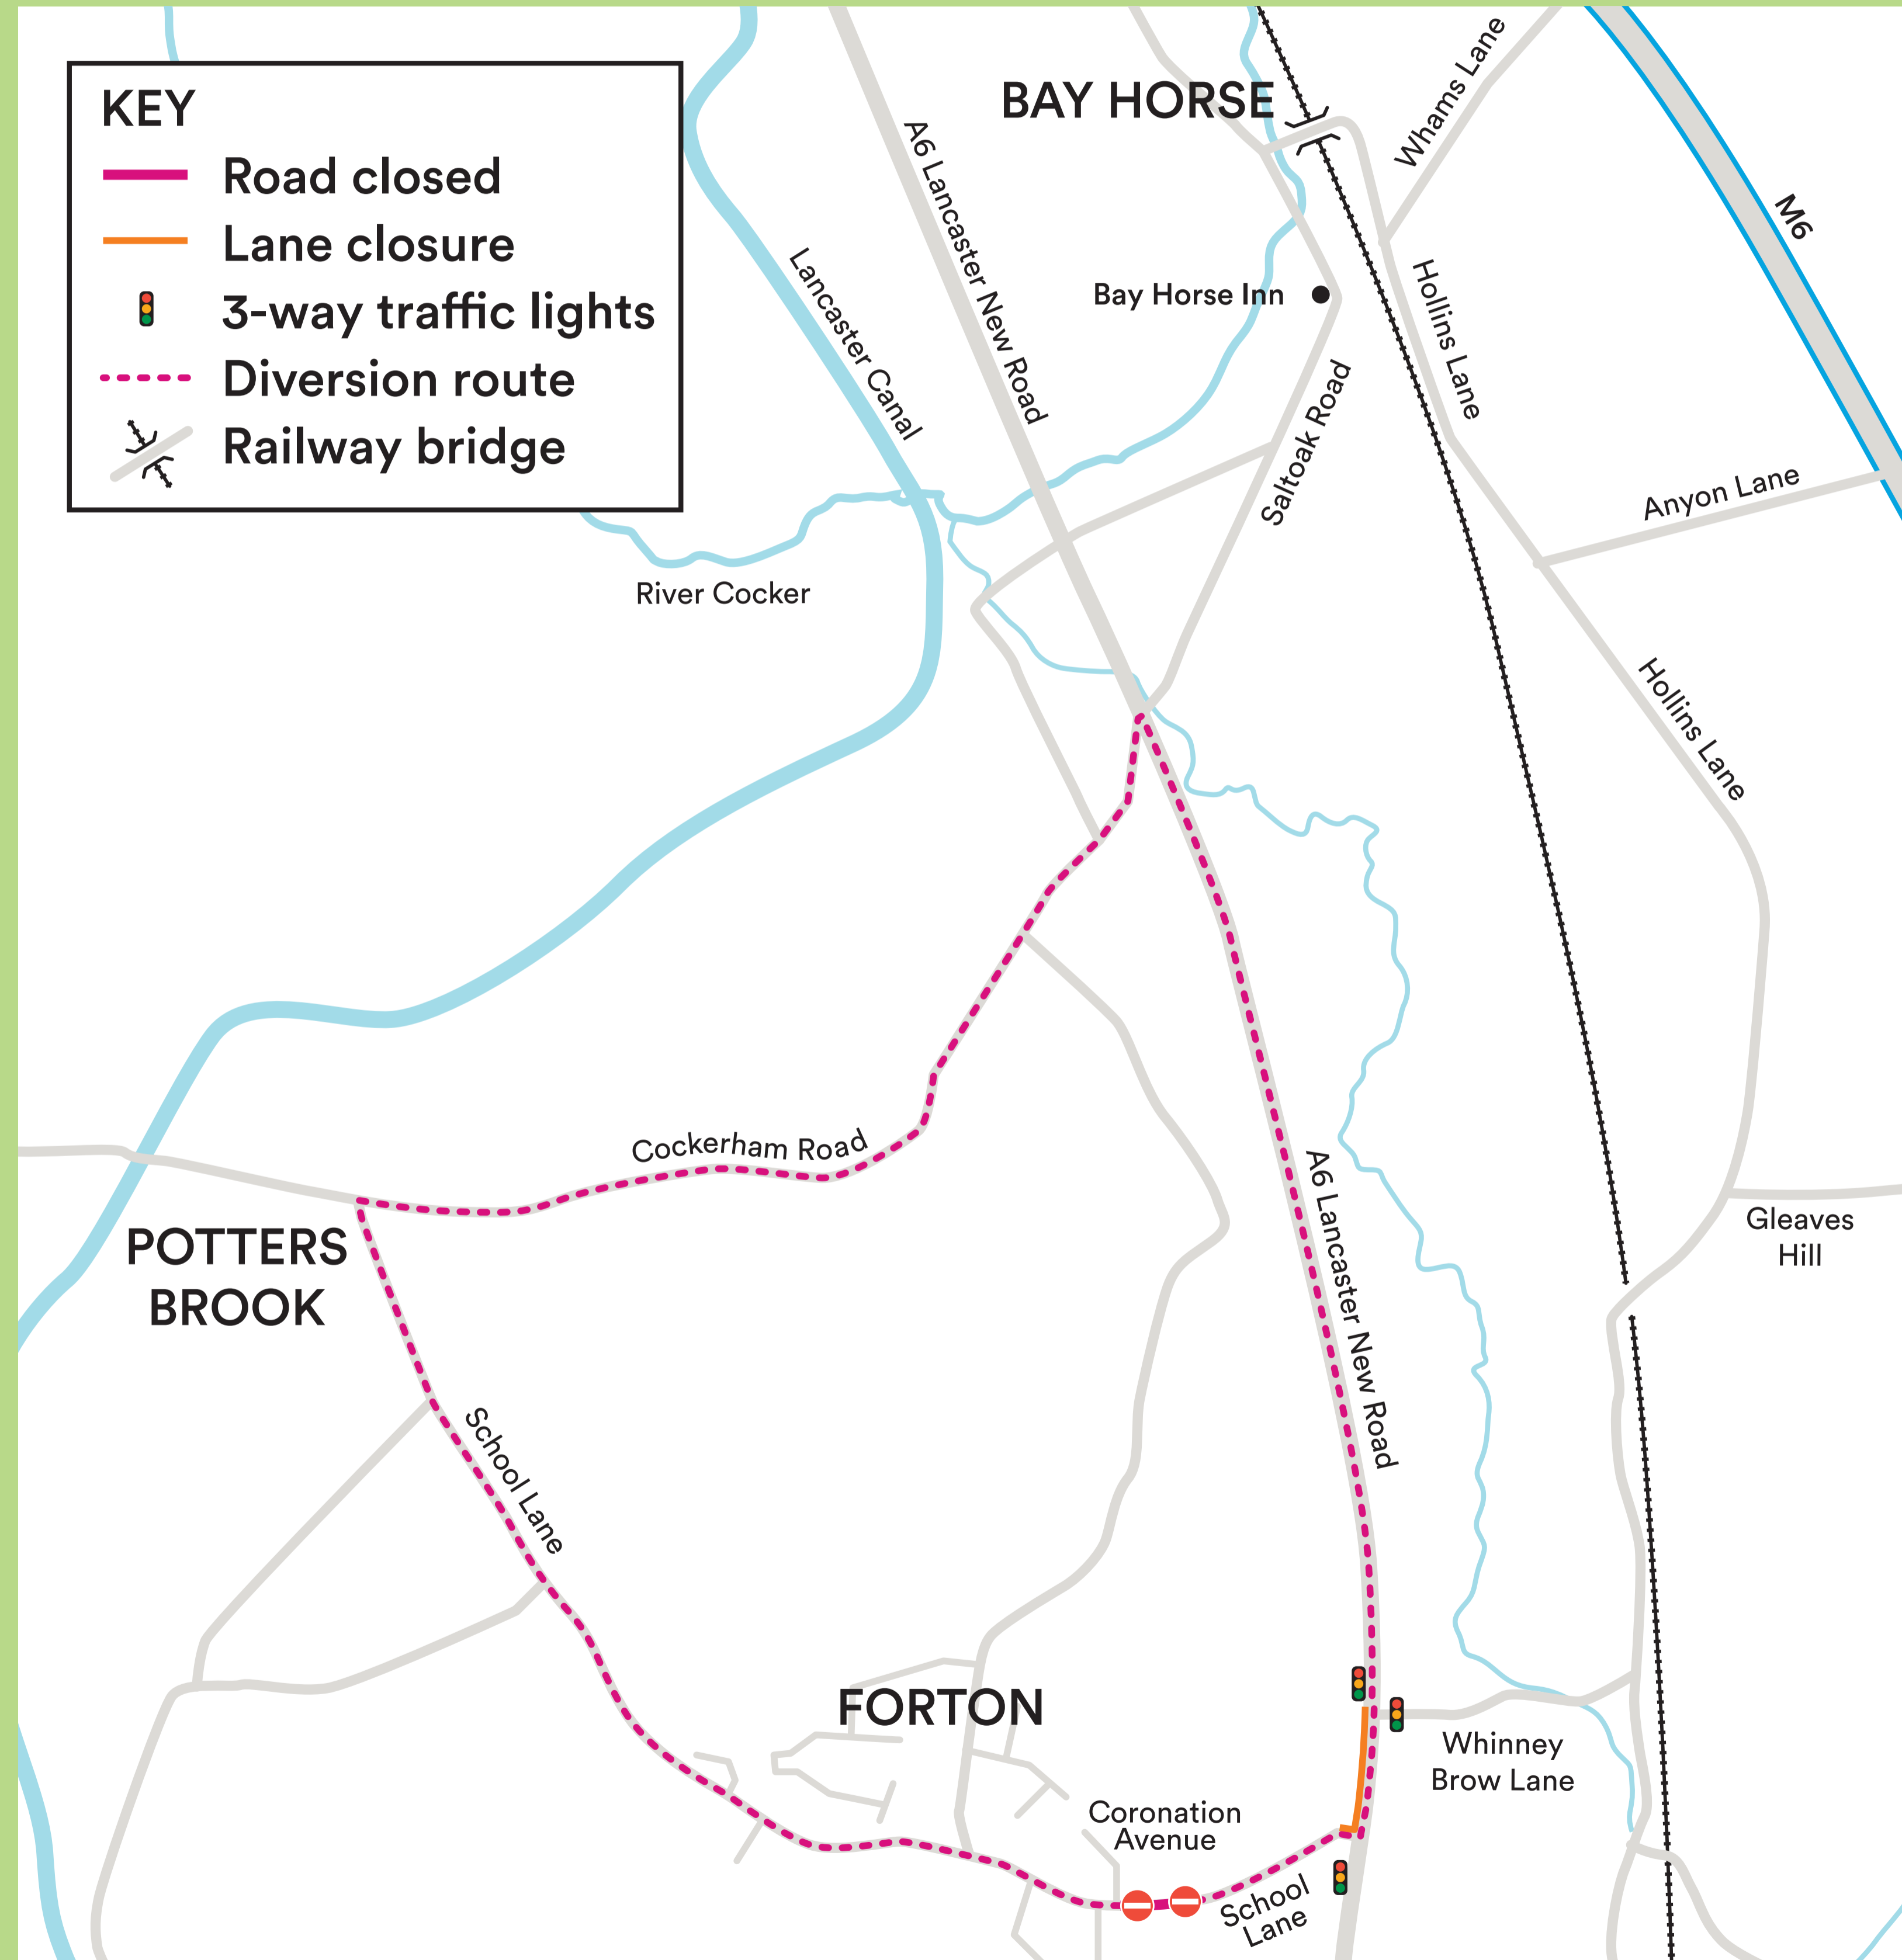 KEY
Road closed
Lane closure
3-way traffic lights
Diversion route
Railway bridge
BAY HORSE
Whams Lane
M6
A6 Lancaster New Road
Lancaster Canal
Bay Horse Inn
Hollins Lane
Saltoak Road
Anyon Lane
River Cocker
Hollins Lane
Cockerham Road
A6 Lancaster New Road
Gleaves
Hill
POTTERS
BROOK
School Lane
FORTON
Whinney
Brow Lane
Coronation
Avenue
School
Lane